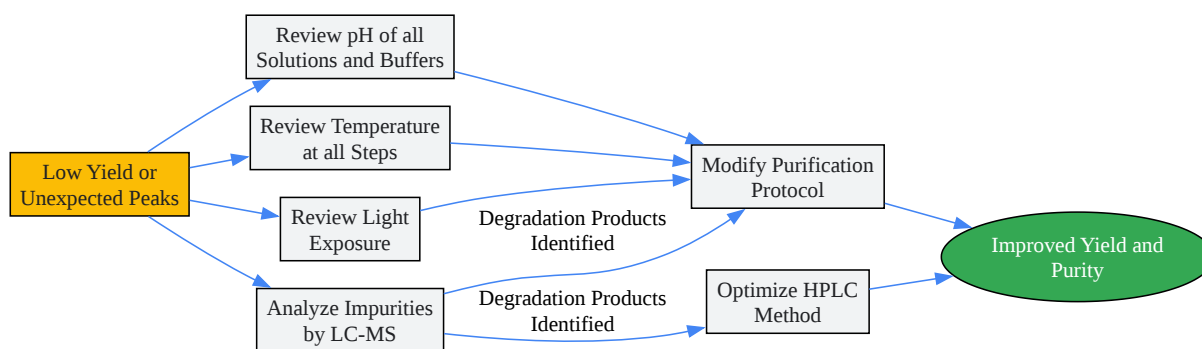 Review pH of all
Solutions and Buffers
Review Temperature
at all Steps
Low Yield or
Unexpected Peaks
Modify Purification
Protocol
Review Light
Exposure
Degradation Products
Identified
Improved Yield and
Purity
Analyze Impurities
by LC-MS
Degradation Products
Identified
Optimize HPLC
Method